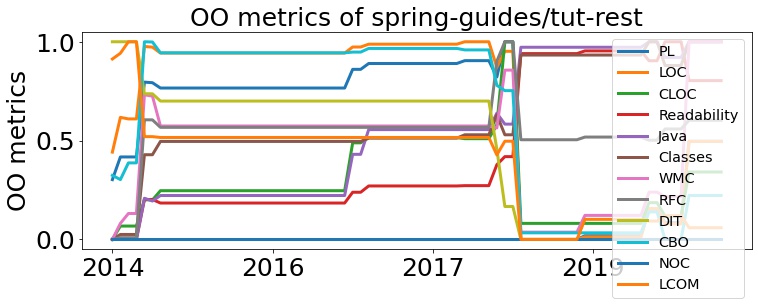 OO metrics of spring-guides/tut-rest
OO metrics
1.0
0.5
0.0
2014
2016
2017
2019
PL
LOC
CLOC
Readability
Java
Classes
WMC
RFC
DIT
CBO
NOC
LCOM